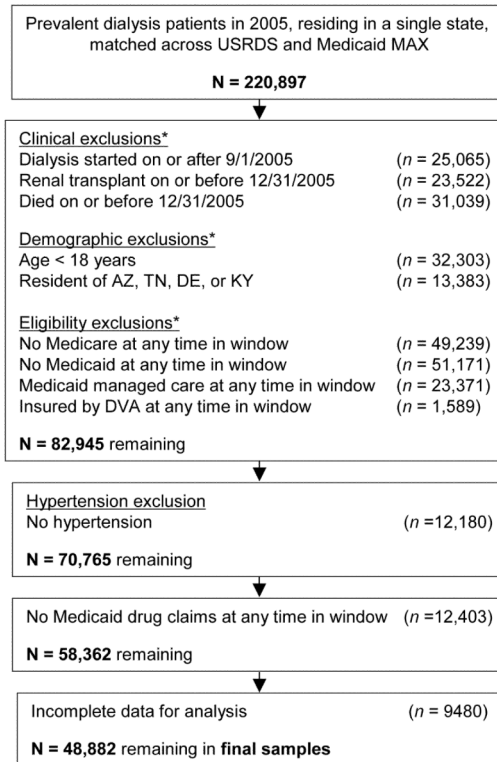 Prevalent dialysis patients in 2005, residing in a single state,
matched across USRDS and Medicaid MAX
N = 220,897
Clinical exclusions*
Dialysis started on or after 9/1/2005 (n = 25,065)
Renal transplant on or before 12/31/2005 (n = 23,522)
Died on or before 12/31/2005 (n = 31,039)
Demographic exclusions*
Age < 18 years (n = 32,303)
Resident of AZ, TN, DE, or KY (n = 13,383)
Eligibility exclusions*
No Medicare at any time in window (n = 49,239)
No Medicaid at any time in window (n = 51,171)
Medicaid managed care at any time in window (n = 23,371)
Insured by DVA at any time in window (n = 1,589)
N = 82,945 remaining
Hypertension exclusion
No hypertension (n =12,180)
N = 70,765 remaining
No Medicaid drug claims at any time in window (n =12,403)
N = 58,362 remaining
Incomplete data for analysis (n = 9480)
N = 48,882 remaining in final samples